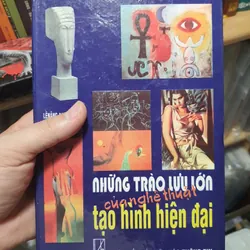 NHỮNG TRÀO LƯU LỚN
của nghệ thuật
tạo hình hiện đại